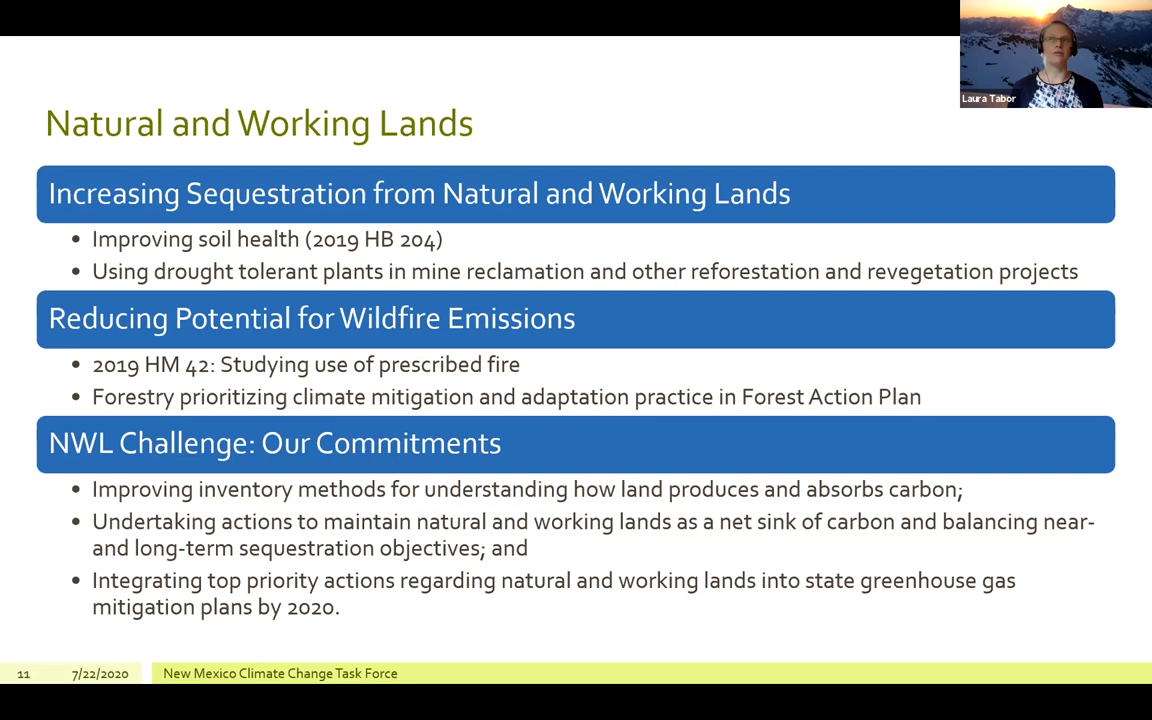 Laura Tabor
Natural and Working Lands
Increasing Sequestration from Natural and Working Lands
• Improving soil health (2019 HB 204)
• Using drought tolerant plants in mine reclamation and other reforestation and revegetation projects
Reducing Potential for Wildfire Emissions
• 2019 HM 42: Studying use of prescribed fire
• Forestry prioritizing climate mitigation and adaptation practice in Forest Action Plan
NWL Challenge: Our Commitments
• Improving inventory methods for understanding how land produces and absorbs carbon;
• Undertaking actions to maintain natural and working lands as a net sink of carbon and balancing near-
and long-term sequestration objectives; and
• Integrating top priority actions regarding natural and working lands into state greenhouse gas
mitigation plans by 2020.
11 7/22/2020 New Mexico Climate Change Task Force